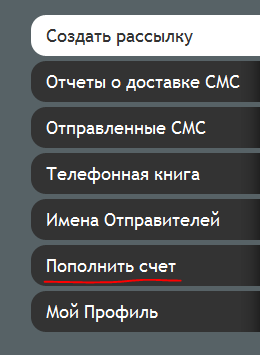 Создать рассылку
Отчеты о доставке СМС
Отправленные СМС
Телефонная книга
Имена Отправителей
Пополнить счет
Мой Профиль